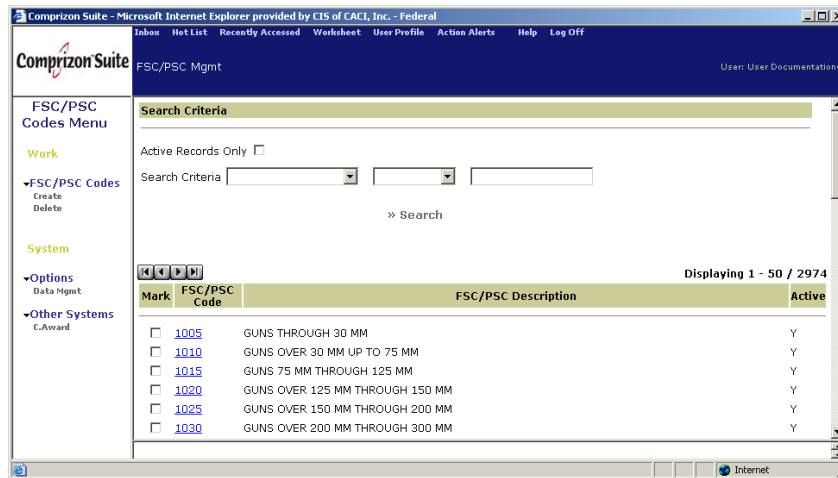 Comprizon Suite - Microsoft Internet Explorer provided by CIS of CACI, Inc. - Federal
Inbox Hot List Recently Accessed Worksheet User Profile Action Alerts Help Log Off
Comprizon Suite
FSC/PSC Mgmt
User: User Documentation
FSC/PSC
Codes Menu
Work
FSC/PSC Codes
Create
Delete
System
Options
Data Mgmt
Other Systems
C.Award
Search Criteria
Active Records Only
Search Criteria
» Search
Displaying 1 - 50 / 2974
Mark FSC/PSC Code FSC/PSC Description Active
1005 GUNS THROUGH 30 MM Y
1010 GUNS OVER 30 MM UP TO 75 MM Y
1015 GUNS 75 MM THROUGH 125 MM Y
1020 GUNS OVER 125 MM THROUGH 150 MM Y
1025 GUNS OVER 150 MM THROUGH 200 MM Y
1030 GUNS OVER 200 MM THROUGH 300 MM Y
Internet